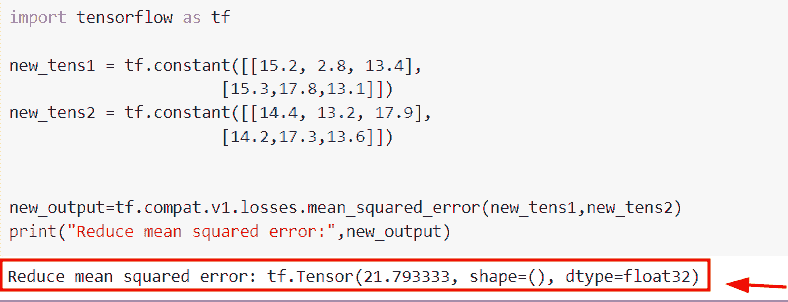 import tensorflow as tf
new_tens1 = tf.constant([[15.2, 2.8, 13.4],
[15.3,17.8,13.1]])
new_tens2 = tf.constant([[14.4, 13.2, 17.9],
[14.2,17.3,13.6]])
new_output=tf.compat.v1.losses.mean_squared_error(new_tens1,new_tens2)
print("Reduce mean squared error:",new_output)
Reduce mean squared error: tf.Tensor(21.793333, shape=(), dtype=float32)